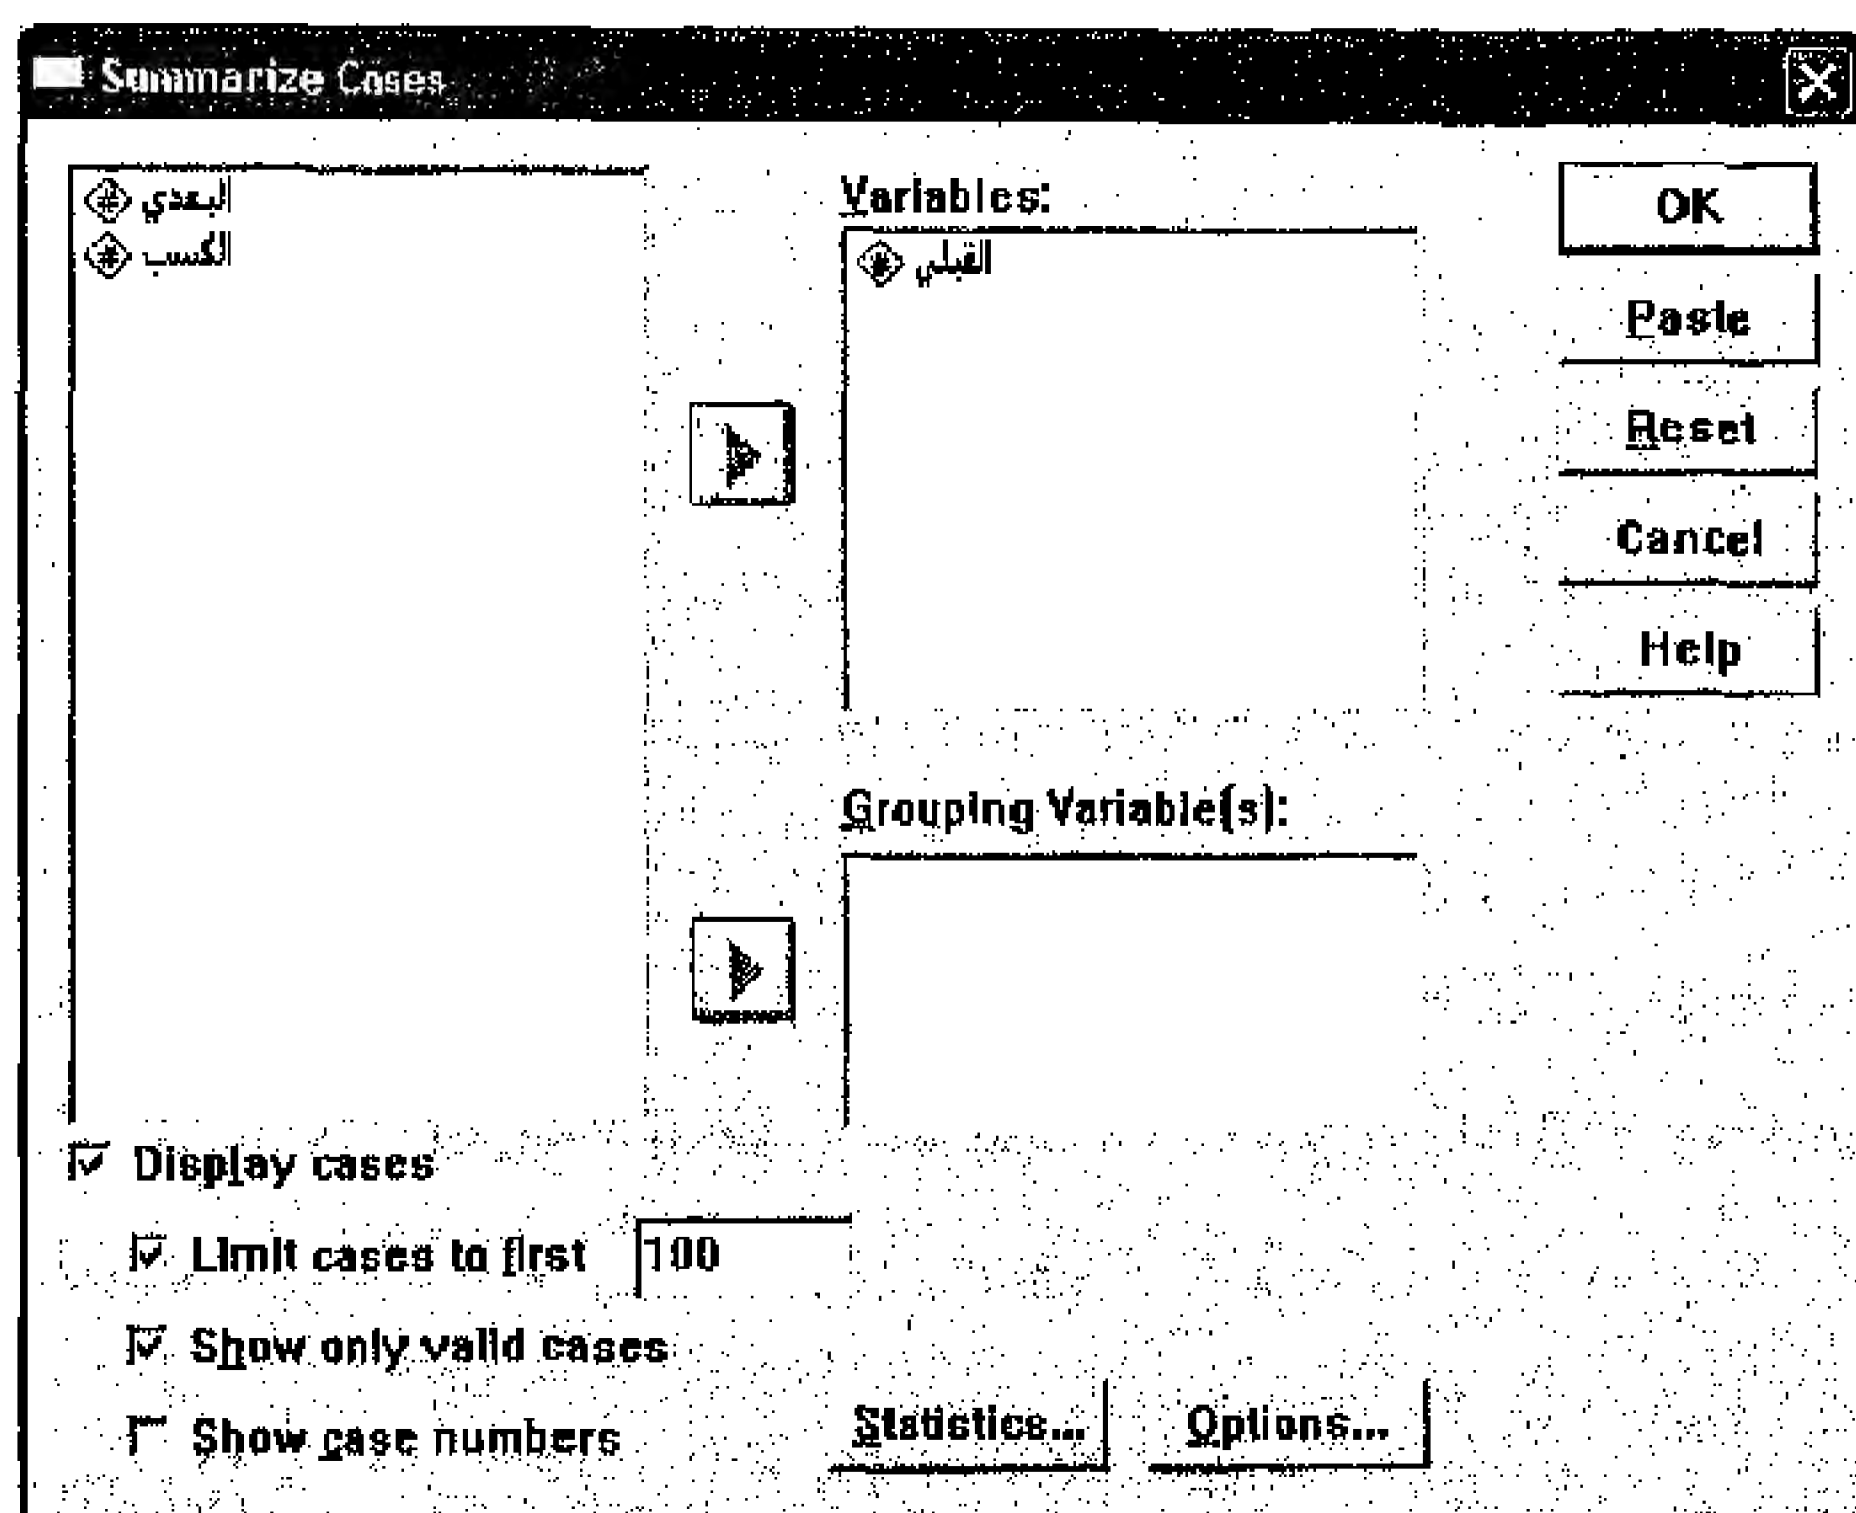 Summarize Cases
البعدي
الكسب
Variables:
القبلي
Grouping Variable(s):
OK
Paste
Reset
Cancel
Help
Display cases
Limit cases to first 100
Show only valid cases
Show case numbers
Statistics...
Options...